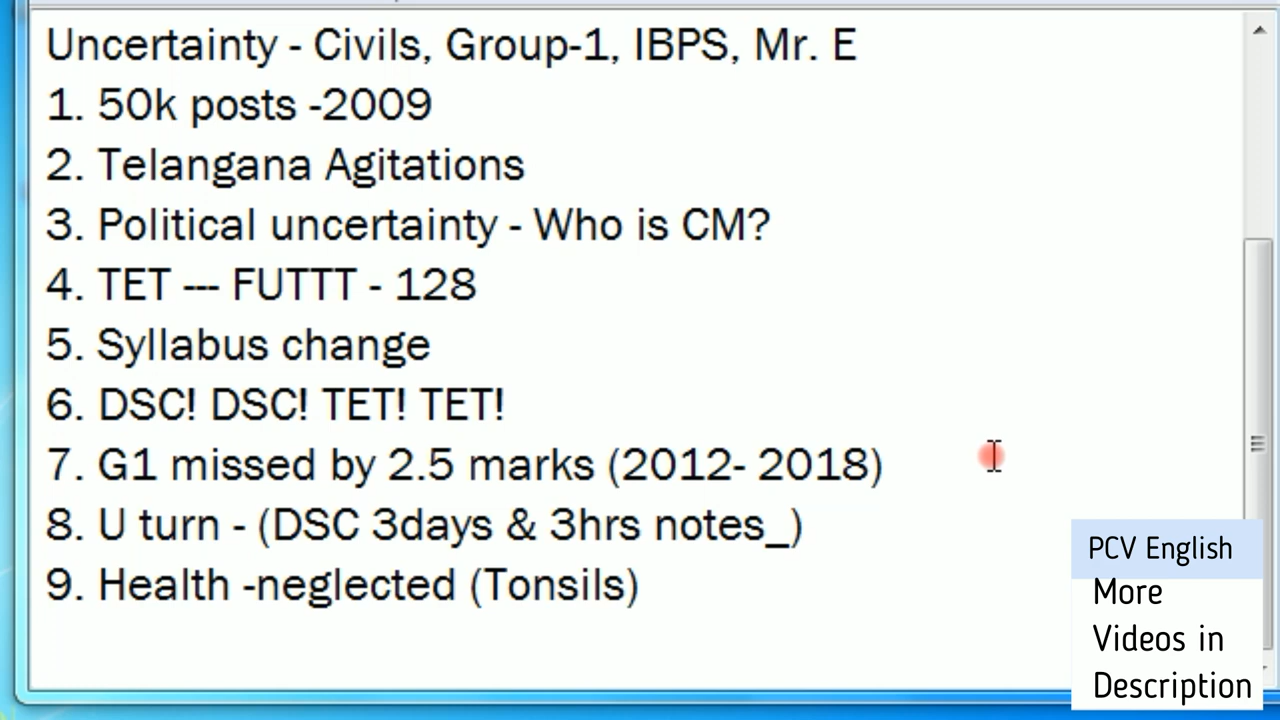 Uncertainty - Civils, Group-1, IBPS, Mr. E
1. 50k posts -2009
2. Telangana Agitations
3. Political uncertainty - Who is CM?
4. TET --- FUTTT - 128
5. Syllabus change
6. DSC! DSC! TET! TET!
7. G1 missed by 2.5 marks (2012- 2018)
8. U turn - (DSC 3days & 3hrs notes_)
9. Health -neglected (Tonsils)
PCV English
More
Videos in
Description